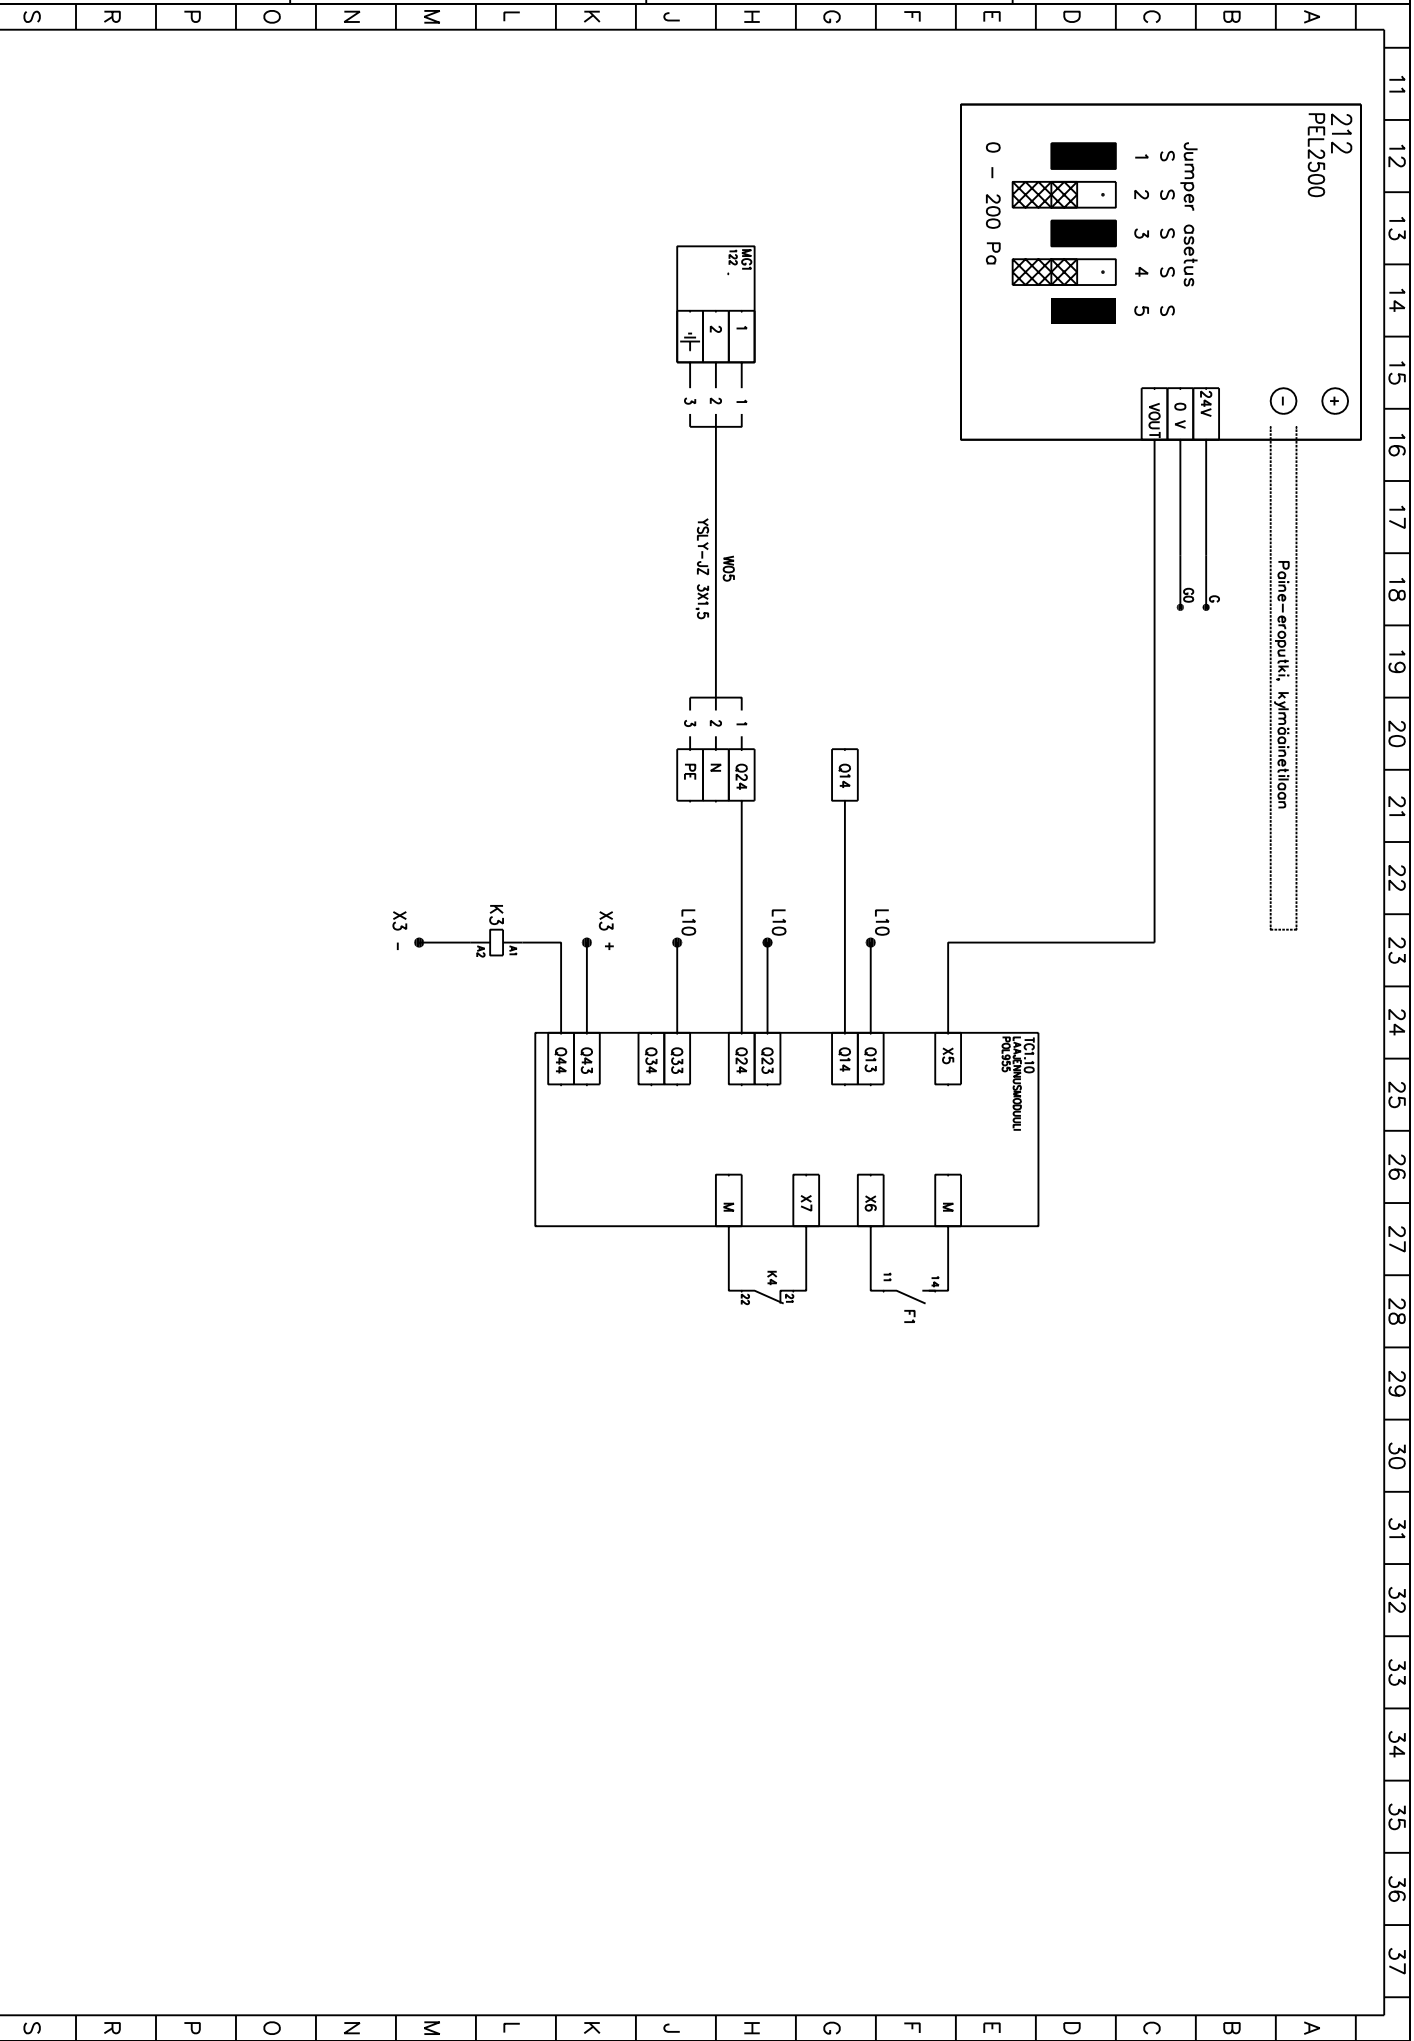 S R P O N M L K J H G F E D C B A
11 12 13 14 15 16 17 18 19 20 21 22 23 24 25 26 27 28 29 30 31 32 33 34 35 36 37
212
PEL2500
Jumper asetus
S S S S S
1 2 3 4 5
0 - 200 Pa
+
-
24V
0 V
VOUT
G
G0
Paine-eroputki, kylmäainetilaan
MG1
122
1
2
1
2
3
W05
YSLY-JZ 3X1,5
1
2
3
Q24
N
PE
Q14
L10
L10
L10
X3 +
K3
A1
A2
X3 -
TC1.10
LAAJENNUSMODUULI
POL955
X5
Q13
Q14
Q23
Q24
Q33
Q34
Q43
Q44
M
X6
X7
M
14
11
F1
21
22
K4
S R P O N M L K J H G F E D C B A